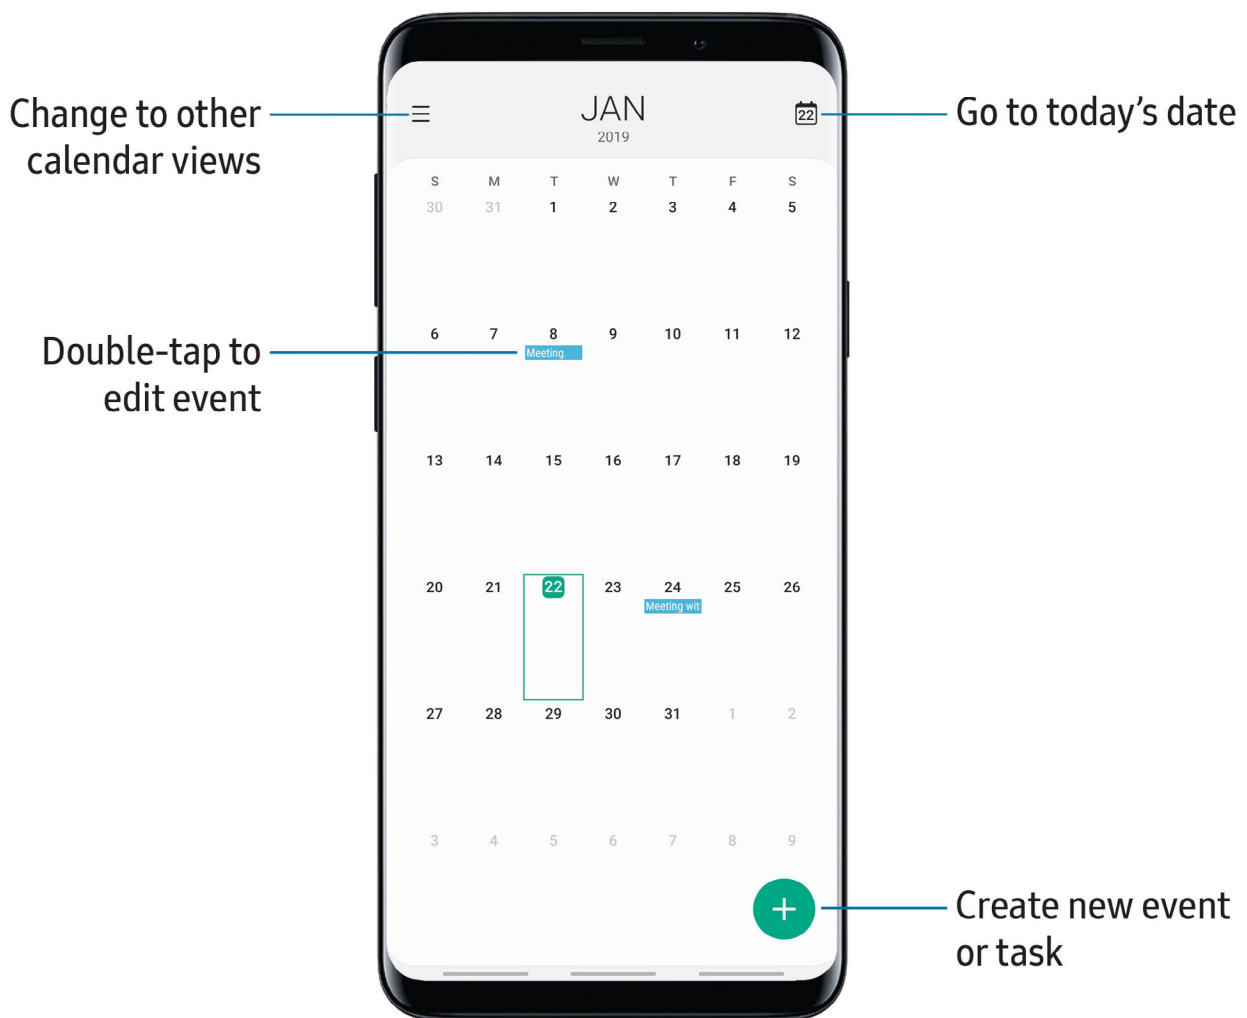 Change to other
calendar views
JAN
2019
22
Go to today’s date
S M T W T F S
30 31 1 2 3 4 5
6 7 8 9 10 11 12
Meeting
Double-tap to
edit event
13 14 15 16 17 18 19
20 21 22 23 24 25 26
Meeting wit
27 28 29 30 31 1 2
3 4 5 6 7 8 9
+
Create new event
or task